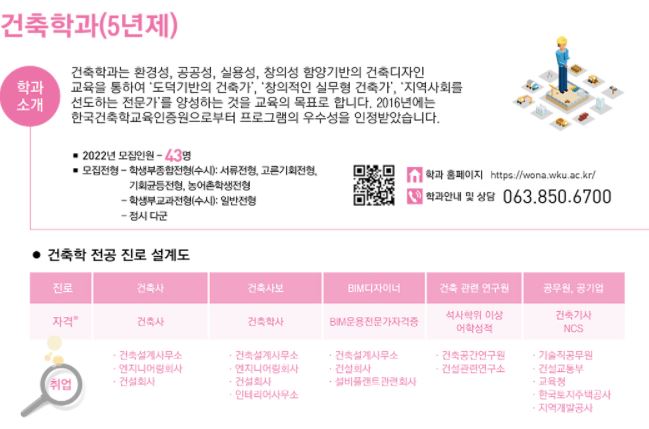 건축학과(5년제)
학과
소개
건축학과는 환경성, 공공성, 실용성, 창의성 함양기반의 건축디자인
교육을 통하여 '도덕기반의 건축가', '창의적인 실무형 건축가', '지역사회를
선도하는 전문가'를 양성하는 것을 교육의 목표로 합니다. 2016년에는
한국건축학교육인증원으로부터 프로그램의 우수성을 인정받았습니다.
■ 2022년 모집인원 - 43명
■ 모집전형 - 학생부종합전형(수시): 서류전형, 고른기회전형,
기회균등전형, 농어촌학생전형
- 학생부교과전형(수시): 일반전형
- 정시 다군
학과 홈페이지 https://wona.wku.ac.kr/
학과안내 및 상담 063.850.6700
● 건축학 전공 진로 설계도
진로 건축사 건축사보 BIM디자이너 건축 관련 연구원 공무원, 공기업
자격 건축사 건축학사 BIM운용전문가자격증 석사학위 이상 어학성적 건축기사 NCS
취업
· 건축설계사무소
· 엔지니어링회사
· 건설회사
· 건축설계사무소
· 엔지니어링회사
· 건설회사
· 인테리어사무소
· 건축설계사무소
· 건설회사
· 설비플랜트관련회사
· 건축공간연구원
· 건설관련연구소
· 기술직공무원
· 건설교통부
· 교육청
· 한국토지주택공사
· 지역개발공사